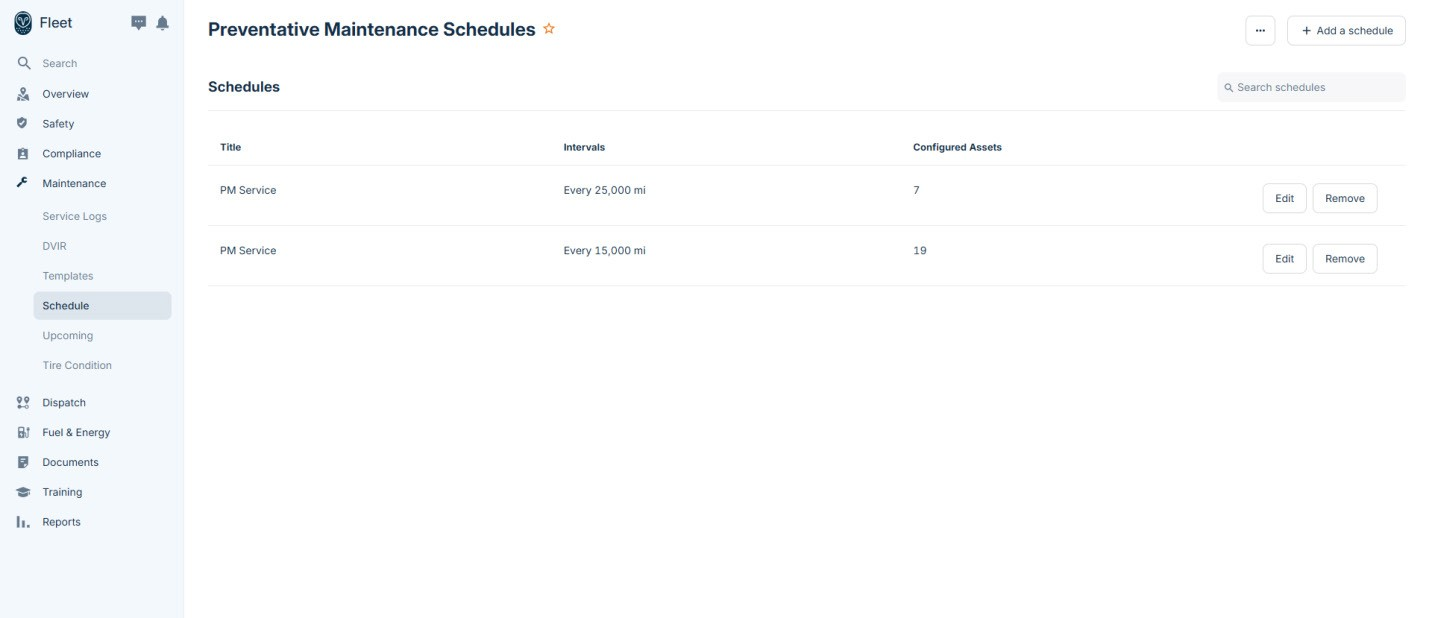 Fleet
Search
Overview
Safety
Compliance
Maintenance
Service Logs
DVIR
Templates
Schedule
Upcoming
Tire Condition
Dispatch
Fuel & Energy
Documents
Training
Reports
Preventative Maintenance Schedules
+ Add a schedule
Schedules
Search schedules
Title Intervals Configured Assets
PM Service Every 25,000 mi 7 Edit Remove
PM Service Every 15,000 mi 19 Edit Remove